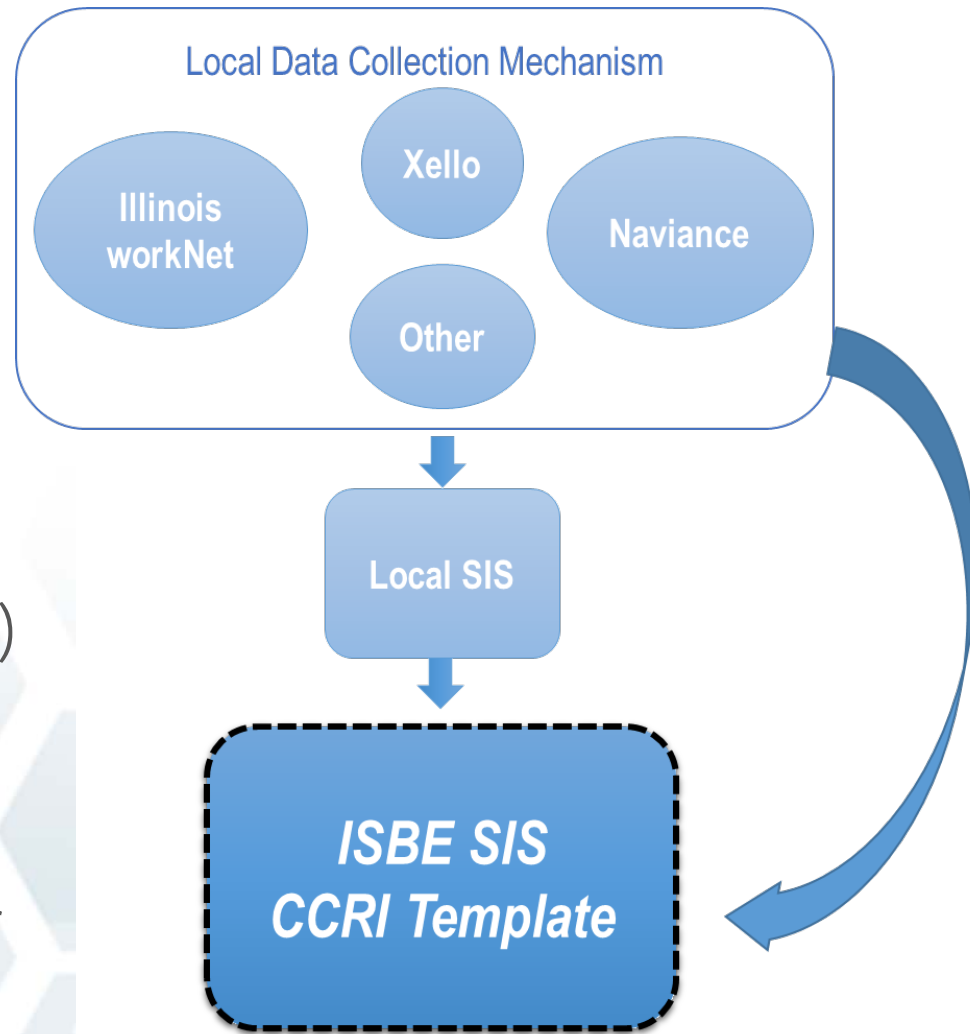 Local Data Collection Mechanism
Xello
Illinois
workNet
Naviance
Other
Local SIS
)
ISBE SIS
CCRI Template